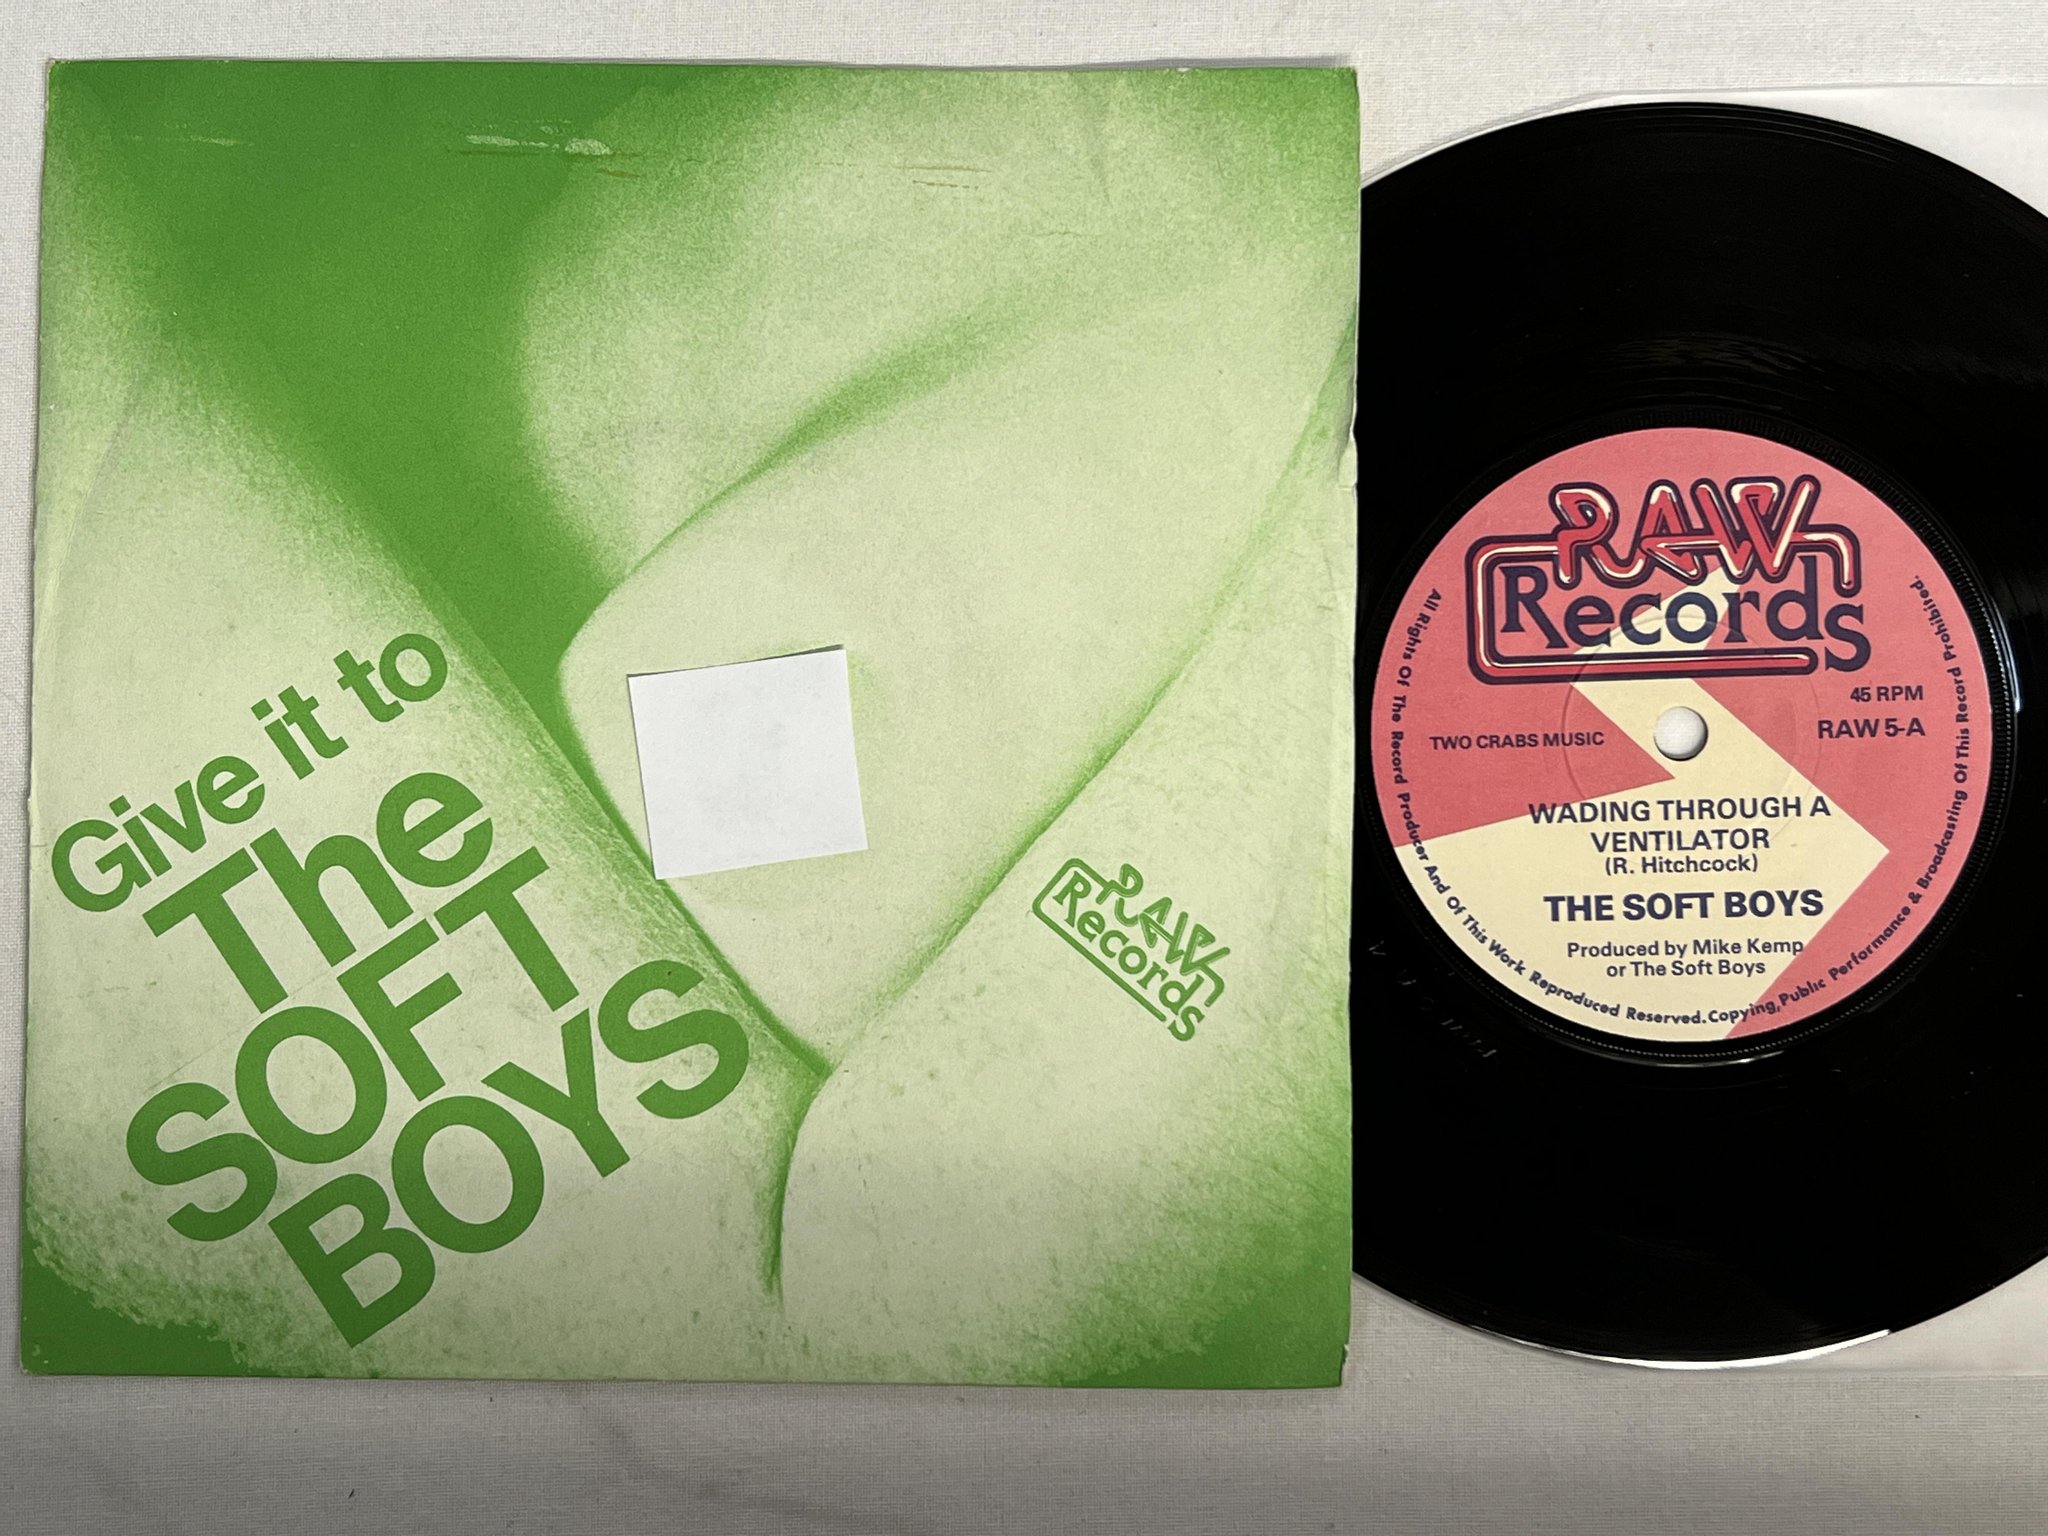 Give it to
The
SOFT
BOYS
RAW
Records
RAW
Records
45 RPM
RAW 5-A
TWO CRABS MUSIC
WADING THROUGH A
VENTILATOR
(R. Hitchcock)
THE SOFT BOYS
Produced by Mike Kemp
or The Soft Boys
All Rights Of The Record Producer And Of This Work Reproduced Reserved. Copying, Public Performance & Broadcasting Of This Record Prohibited.